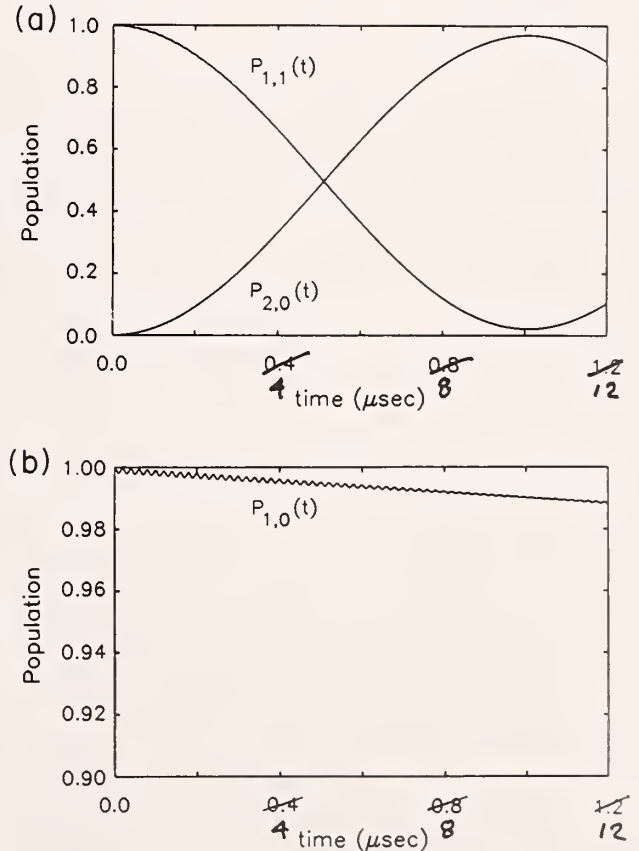 (a)
1.0
0.8
0.6
0.4
0.2
0.0
Population
P1,1(t)
P2,0(t)
0.0 0.4 0.8 1.2
4 8 12
time (μsec)
(b)
1.00
0.98
0.96
0.94
0.92
0.90
Population
P1,0(t)
0.0 0.4 0.8 1.2
4 8 12
time (μsec)